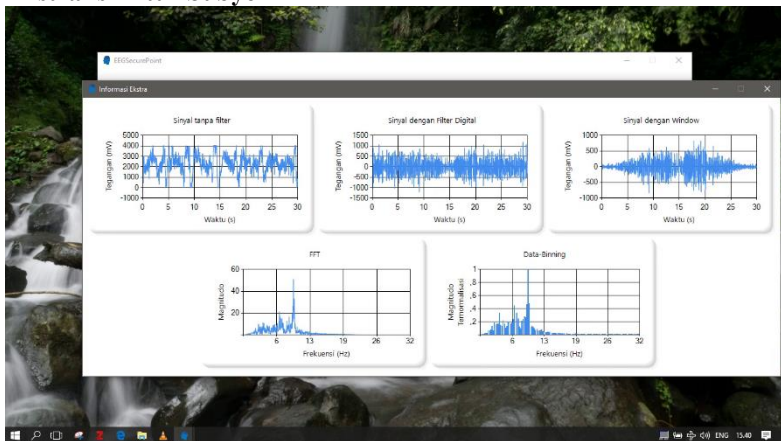 EEGSecurePoint
Informasi Ekstra
Sinyal tanpa filter
Tegangan (mV)
5000
4000
3000
2000
1000
0
-1000
0 5 10 15 20 25 30
Waktu (s)
Sinyal dengan Filter Digital
Tegangan (mV)
1500
1000
500
0
-500
-1000
-1500
0 5 10 15 20 25 30
Waktu (s)
Sinyal dengan Window
Tegangan (mV)
1000
500
0
-500
-1000
0 5 10 15 20 25 30
Waktu (s)
FFT
Magnitudo
60
40
20
6 13 19 26 32
Frekuensi (Hz)
Data-Binning
Magnitudo
Ternormalisasi
1
,8
,6
,4
,2
6 13 19 26 32
Frekuensi (Hz)
ENG 15.40